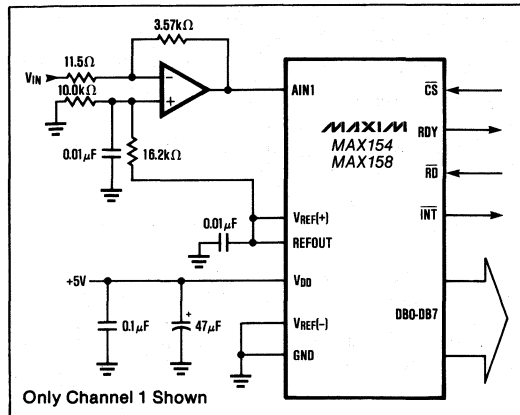 3.57kΩ
VIN
11.5Ω
10.0kΩ
0.01μF
16.2kΩ
0.01μF
+5V
0.1μF
47μF
+
−
+
AIN1
MAXIM
MAX154
MAX158
VREF(+)
REFOUT
VDD
VREF(−)
GND
CS
RDY
RD
INT
DB0-DB7
Only Channel 1 Shown